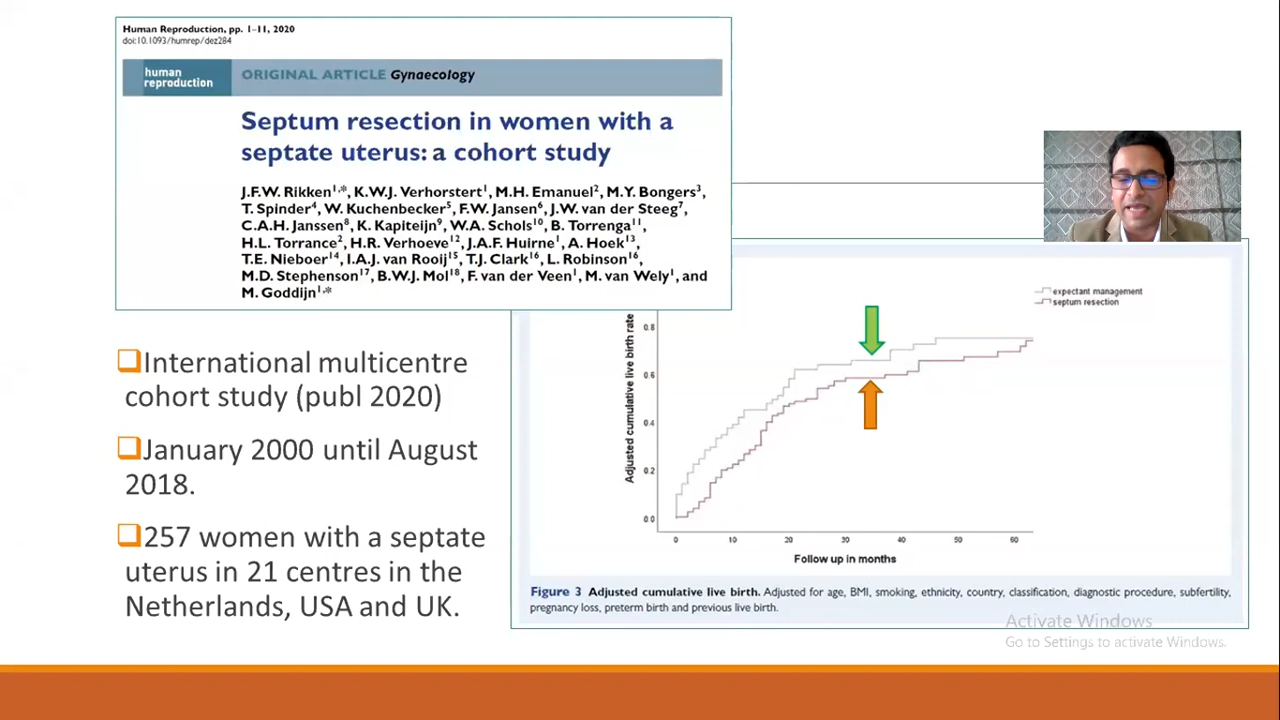 Human Reproduction, pp. 1–11, 2020
doi:10.1093/humrep/dez284
human
reproduction
ORIGINAL ARTICLE Gynaecology
Septum resection in women with a
septate uterus: a cohort study
J.F.W. Rikken1,*, K.W.J. Verhorstert1, M.H. Emanuel2, M.Y. Bongers3,
T. Spinder4, W. Kuchenbecker5, F.W. Jansen6, J.W. van der Steeg7,
C.A.H. Janssen8, K. Kapiteijn9, W.A. Schols10, B. Torrenga11,
H.L. Torrance2, H.R. Verhoeve12, J.A.F. Huirne1, A. Hoek13,
T.E. Nieboer14, I.A.J. van Rooij15, T.J. Clark16, L. Robinson16,
M.D. Stephenson17, B.W.J. Mol18, F. van der Veen1, M. van Wely1, and
M. Goddijn1,*
International multicentre
cohort study (publ 2020)
January 2000 until August
2018.
257 women with a septate
uterus in 21 centres in the
Netherlands, USA and UK.
expectant management
septum resection
Adjusted cumulative live birth rate
0.8
0.6
0.4
0.2
0.0
0 10 20 30 40 50 60
Follow up in months
Figure 3 Adjusted cumulative live birth. Adjusted for age, BMI, smoking, ethnicity, country, classification, diagnostic procedure, subfertility,
pregnancy loss, preterm birth and previous live birth.
Activate Windows
Go to Settings to activate Windows.